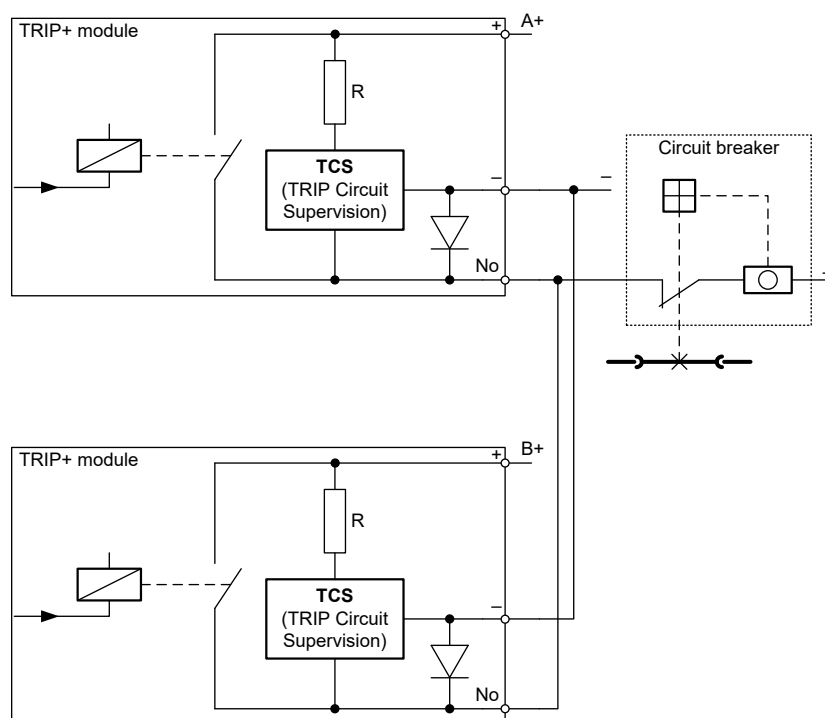 TRIP+ module
+
A+
R
TCS
(TRIP Circuit
Supervision)
–
–
No
Circuit breaker
–
TRIP+ module
+
B+
R
TCS
(TRIP Circuit
Supervision)
–
No